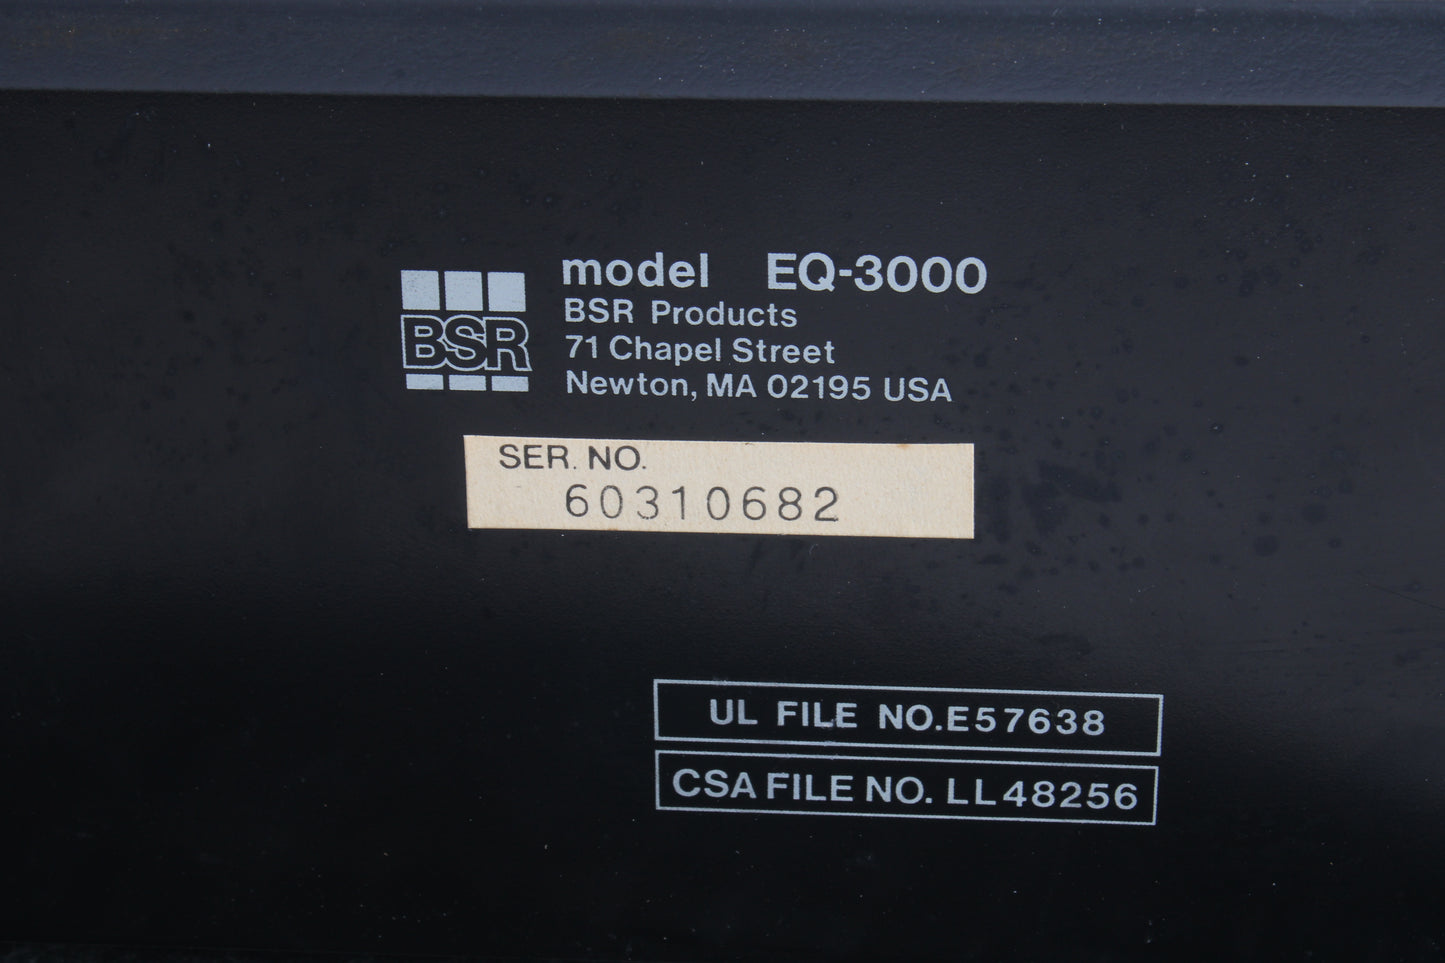 model EQ-3000
BSR
BSR Products
71 Chapel Street
Newton, MA 02195 USA
SER. NO.
60310682
UL FILE NO.E57638
CSA FILE NO. LL48256